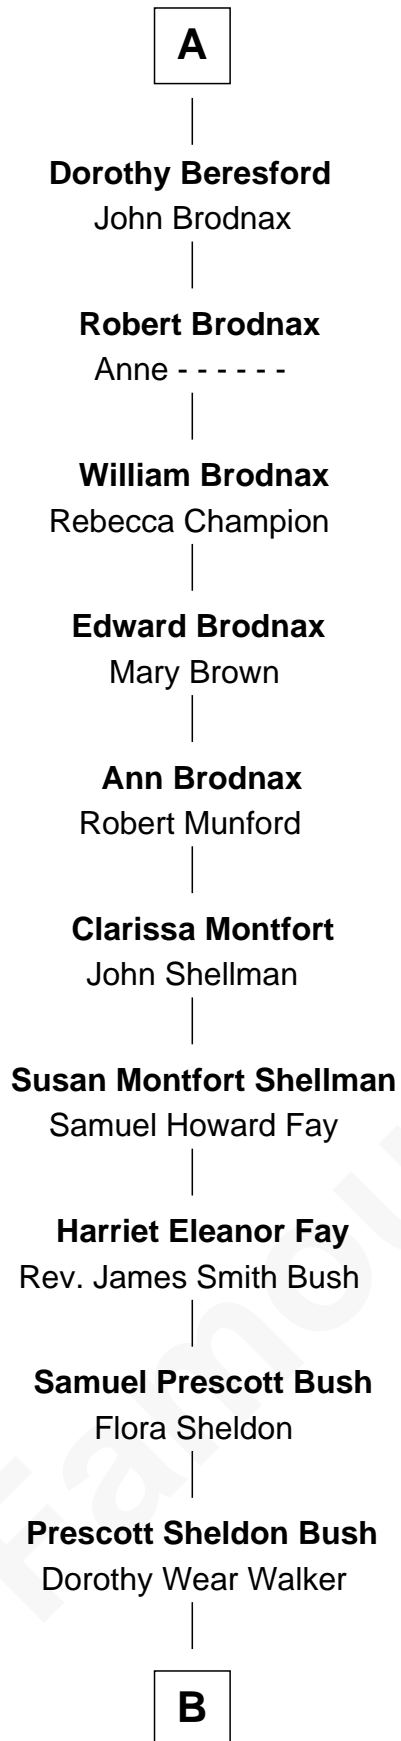 A
Dorothy Beresford
John Brodnax
Robert Brodnax
Anne - - - - - -
William Brodnax
Rebecca Champion
Edward Brodnax
Mary Brown
Ann Brodnax
Robert Munford
Clarissa Montfort
John Shellman
Susan Montfort Shellman
Samuel Howard Fay
Harriet Eleanor Fay
Rev. James Smith Bush
Samuel Prescott Bush
Flora Sheldon
Prescott Sheldon Bush
Dorothy Wear Walker
B